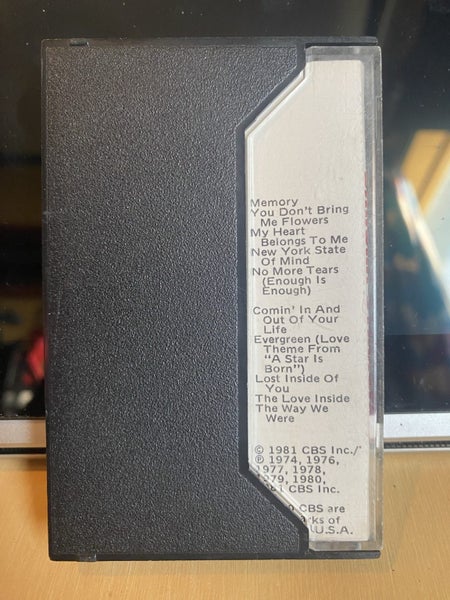 Memory
You Don't Bring
Me Flowers
My Heart
Belongs To Me
New York State
Of Mind
No More Tears
(Enough Is
Enough)
Comin' In And
Out Of Your
Life
Evergreen (Love
Theme From
"A Star Is
Born")
Lost Inside Of
You
The Love Inside
The Way We
Were
© 1981 CBS Inc./
℗ 1974, 1976,
1977, 1978,
1979, 1980,
CBS Inc.
CBS are
of
U.S.A.